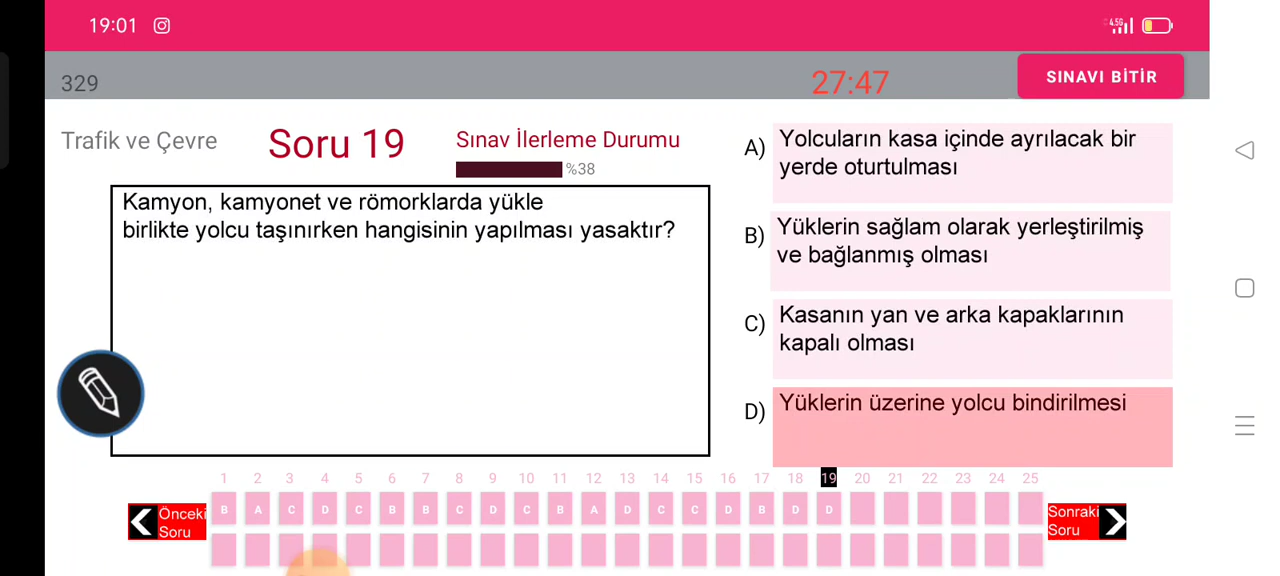 19:01
4.5G
329
27:47
SINAVI BİTİR
Trafik ve Çevre
Soru 19
Sınav İlerleme Durumu
%38
Kamyon, kamyonet ve römorklarda yükle
birlikte yolcu taşınırken hangisinin yapılması yasaktır?
A) Yolcuların kasa içinde ayrılacak bir
yerde oturtulması
B) Yüklerin sağlam olarak yerleştirilmiş
ve bağlanmış olması
C) Kasanın yan ve arka kapaklarının
kapalı olması
D) Yüklerin üzerine yolcu bindirilmesi
1 2 3 4 5 6 7 8 9 10 11 12 13 14 15 16 17 18 19 20 21 22 23 24 25
B A C D C B B C D C B A D C C D B D D
Önceki
Soru
Sonraki
Soru